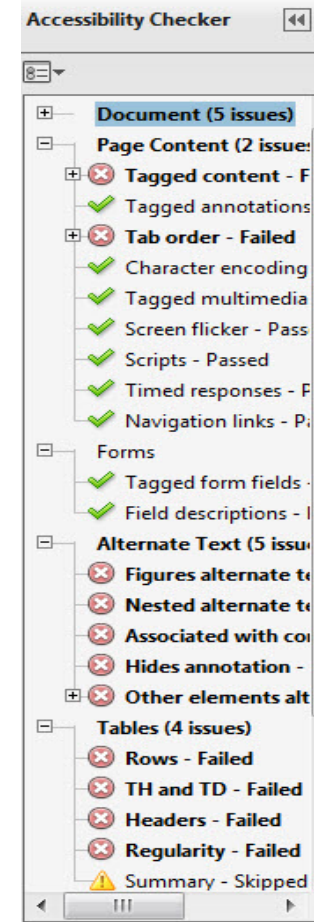 Accessibility Checker
Document (5 issues)
Page Content (2 issues
Tagged content - F
Tagged annotations
Tab order - Failed
Character encoding
Tagged multimedia
Screen flicker - Pass
Scripts - Passed
Timed responses - P
Navigation links - Pa
Forms
Tagged form fields -
Field descriptions -
Alternate Text (5 issu
Figures alternate te
Nested alternate te
Associated with con
Hides annotation -
Other elements alt
Tables (4 issues)
Rows - Failed
TH and TD - Failed
Headers - Failed
Regularity - Failed
Summary - Skipped